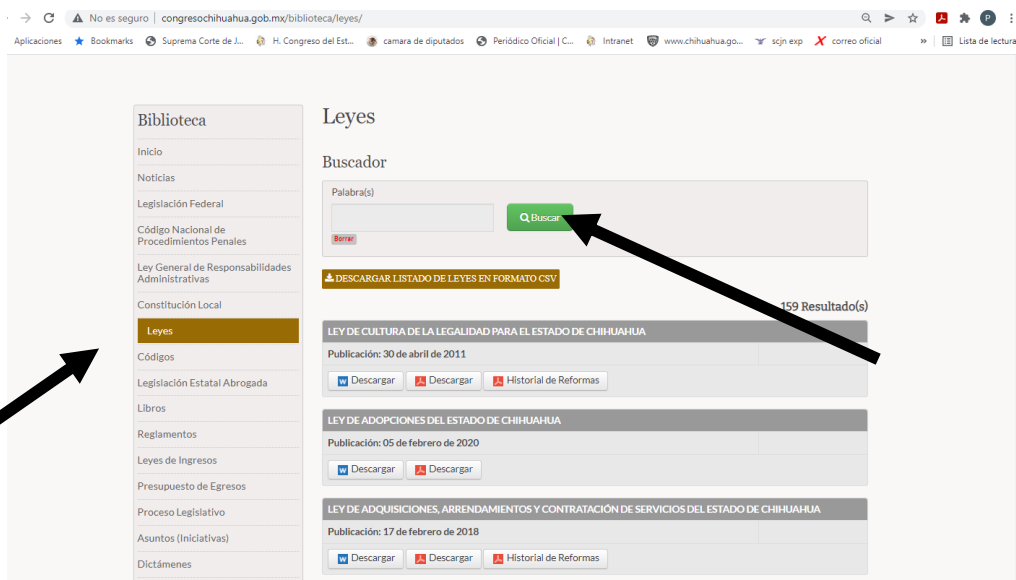 No es seguro | congresochihuahua.gob.mx/biblioteca/leyes/
P
Aplicaciones Bookmarks Suprema Corte de J... H. Congreso del Est... camara de diputados Periódico Oficial | C... Intranet www.chihuahua.go... scjn exp correo oficial » Lista de lectura
Biblioteca
Inicio
Noticias
Legislación Federal
Código Nacional de
Procedimientos Penales
Ley General de Responsabilidades
Administrativas
Constitución Local
Leyes
Códigos
Legislación Estatal Abrogada
Libros
Reglamentos
Leyes de Ingresos
Presupuesto de Egresos
Proceso Legislativo
Asuntos (Iniciativas)
Dictámenes
Leyes
Buscador
Palabra(s)
Buscar
Borrar
DESCARGAR LISTADO DE LEYES EN FORMATO CSV
159 Resultado(s)
LEY DE CULTURA DE LA LEGALIDAD PARA EL ESTADO DE CHIHUAHUA
Publicación: 30 de abril de 2011
Descargar Descargar Historial de Reformas
LEY DE ADOPCIONES DEL ESTADO DE CHIHUAHUA
Publicación: 05 de febrero de 2020
Descargar Descargar
LEY DE ADQUISICIONES, ARRENDAMIENTOS Y CONTRATACIÓN DE SERVICIOS DEL ESTADO DE CHIHUAHUA
Publicación: 17 de febrero de 2018
Descargar Descargar Historial de Reformas